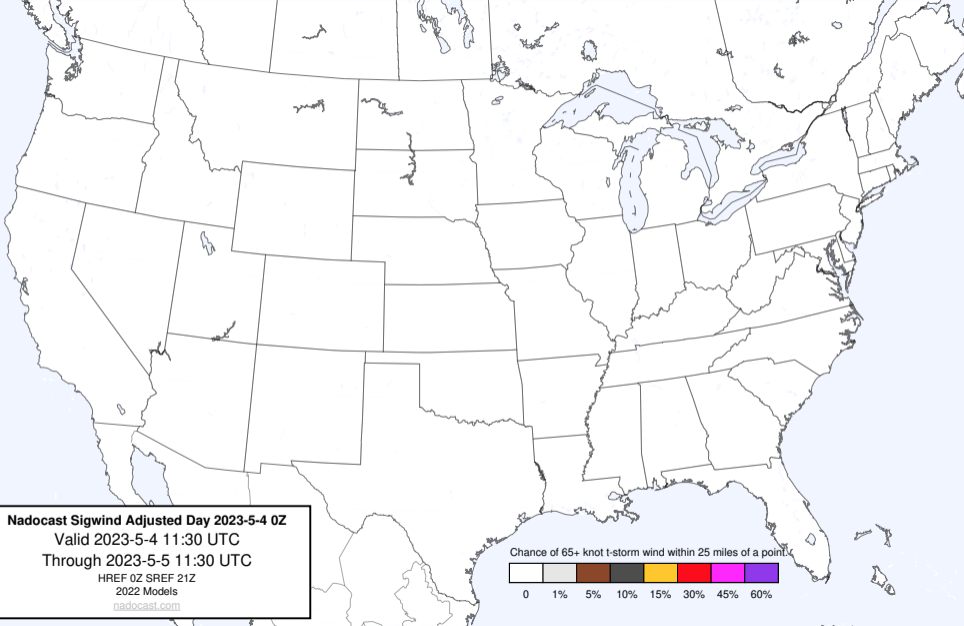 Nadocast Sigwind Adjusted Day 2023-5-4 0Z
Valid 2023-5-4 11:30 UTC
Through 2023-5-5 11:30 UTC
HREF 0Z SREF 21Z
2022 Models
nadocast.com
Chance of 65+ knot t-storm wind within 25 miles of a point.
0 1% 5% 10% 15% 30% 45% 60%